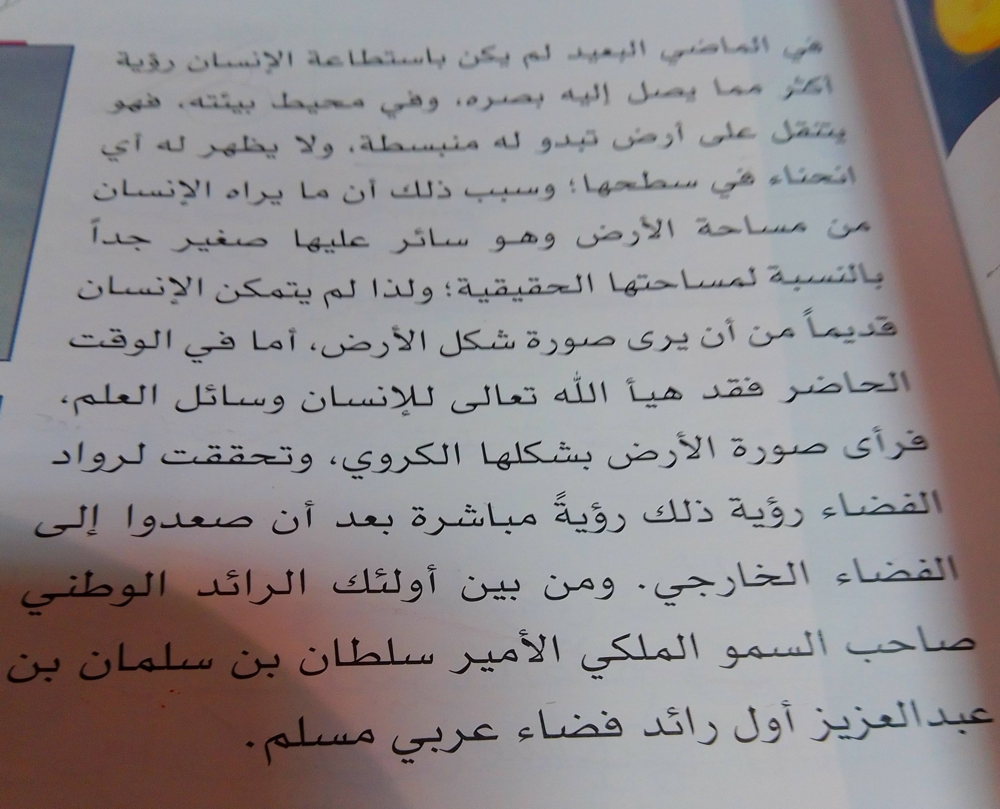 في الماضي البعيد لم يكن باستطاعة الإنسان رؤية
أكثر مما يصل إليه بصره، وفي محيط بيئته، فهو
يتنقل على أرض تبدو له منبسطة، ولا يظهر له أي
انحناء في سطحها؛ وسبب ذلك أن ما يراه الإنسان
من مساحة الأرض وهو سائر عليها صغير جداً
بالنسبة لمساحتها الحقيقية؛ ولذا لم يتمكن الإنسان
قديماً من أن يرى صورة شكل الأرض، أما في الوقت
الحاضر فقد هيأ الله تعالى للإنسان وسائل العلم،
فرأى صورة الأرض بشكلها الكروي، وتحققت لرواد
الفضاء رؤية ذلك رؤيةً مباشرة بعد أن صعدوا إلى
الفضاء الخارجي. ومن بين أولئك الرائد الوطني
صاحب السمو الملكي الأمير سلطان بن سلمان بن
عبدالعزيز أول رائد فضاء عربي مسلم.